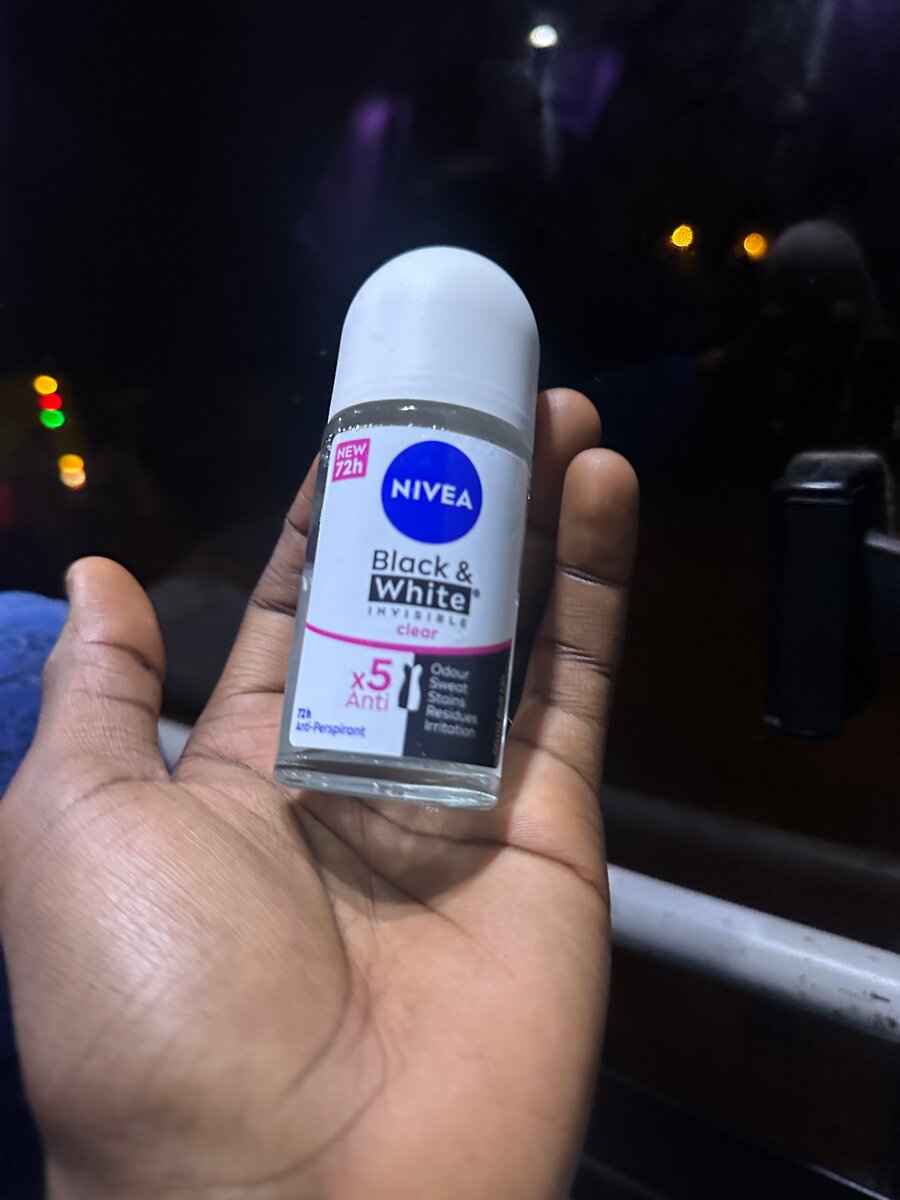 NEW
72h
NIVEA
Black &
White®
INVISIBLE
clear
x5
Anti
Odour
Sweat
Stains
Residues
Irritation
72h
Anti-Perspirant